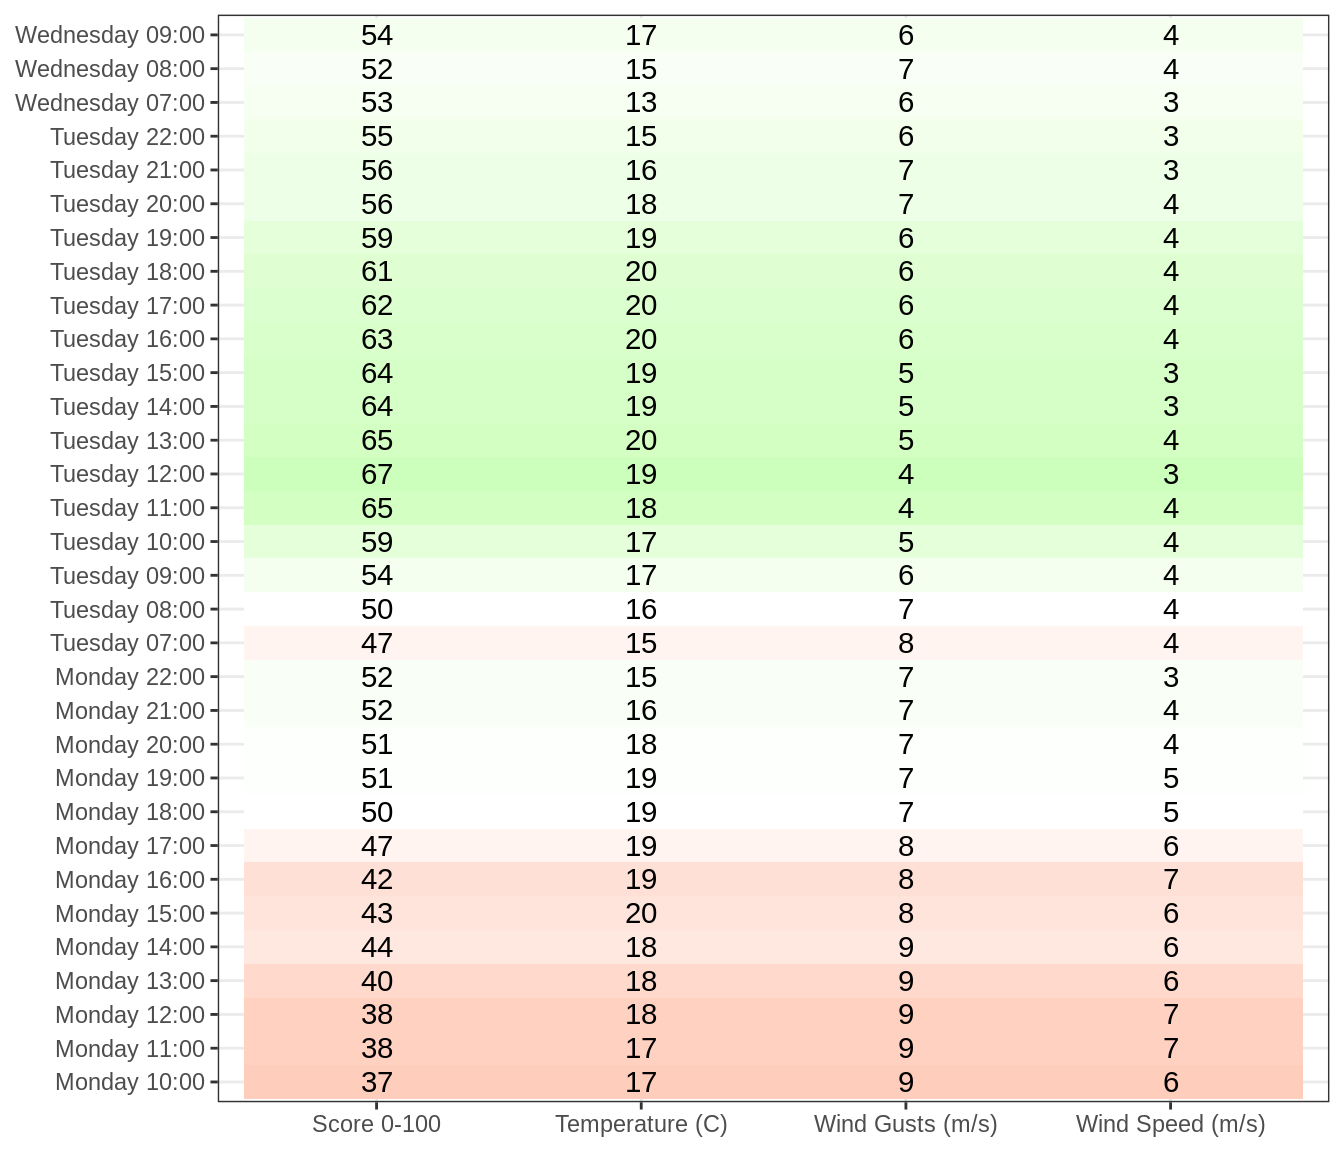 Wednesday 09:00 54 17 6 4
Wednesday 08:00 52 15 7 4
Wednesday 07:00 53 13 6 3
Tuesday 22:00 55 15 6 3
Tuesday 21:00 56 16 7 3
Tuesday 20:00 56 18 7 4
Tuesday 19:00 59 19 6 4
Tuesday 18:00 61 20 6 4
Tuesday 17:00 62 20 6 4
Tuesday 16:00 63 20 6 4
Tuesday 15:00 64 19 5 3
Tuesday 14:00 64 19 5 3
Tuesday 13:00 65 20 5 4
Tuesday 12:00 67 19 4 3
Tuesday 11:00 65 18 4 4
Tuesday 10:00 59 17 5 4
Tuesday 09:00 54 17 6 4
Tuesday 08:00 50 16 7 4
Tuesday 07:00 47 15 8 4
Monday 22:00 52 15 7 3
Monday 21:00 52 16 7 4
Monday 20:00 51 18 7 4
Monday 19:00 51 19 7 5
Monday 18:00 50 19 7 5
Monday 17:00 47 19 8 6
Monday 16:00 42 19 8 7
Monday 15:00 43 20 8 6
Monday 14:00 44 18 9 6
Monday 13:00 40 18 9 6
Monday 12:00 38 18 9 7
Monday 11:00 38 17 9 7
Monday 10:00 37 17 9 6
Score 0-100 Temperature (C) Wind Gusts (m/s) Wind Speed (m/s)